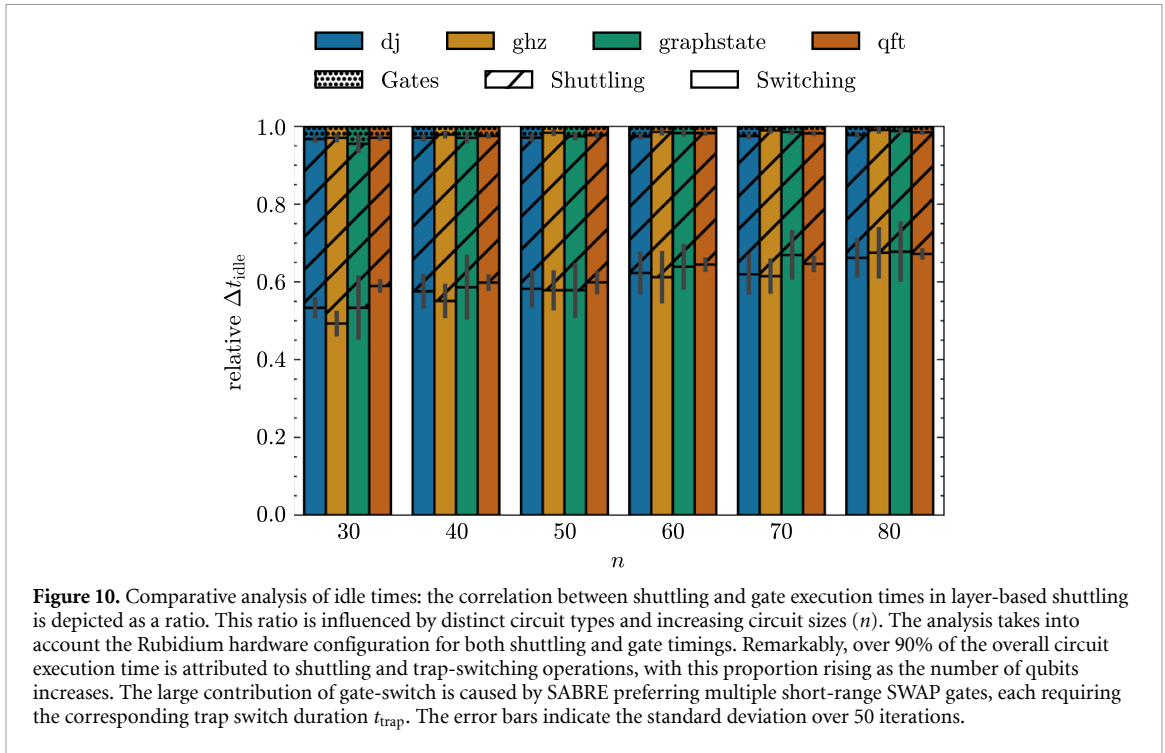 dj ghz graphstate qft
Gates Shuttling Switching
relative Δt_idle
1.0
0.8
0.6
0.4
0.2
0.0
30 40 50 60 70 80
n
Figure 10. Comparative analysis of idle times: the correlation between shuttling and gate execution times in layer-based shuttling
is depicted as a ratio. This ratio is influenced by distinct circuit types and increasing circuit sizes (n). The analysis takes into
account the Rubidium hardware configuration for both shuttling and gate timings. Remarkably, over 90% of the overall circuit
execution time is attributed to shuttling and trap-switching operations, with this proportion rising as the number of qubits
increases. The large contribution of gate-switch is caused by SABRE preferring multiple short-range SWAP gates, each requiring
the corresponding trap switch duration t_trap. The error bars indicate the standard deviation over 50 iterations.